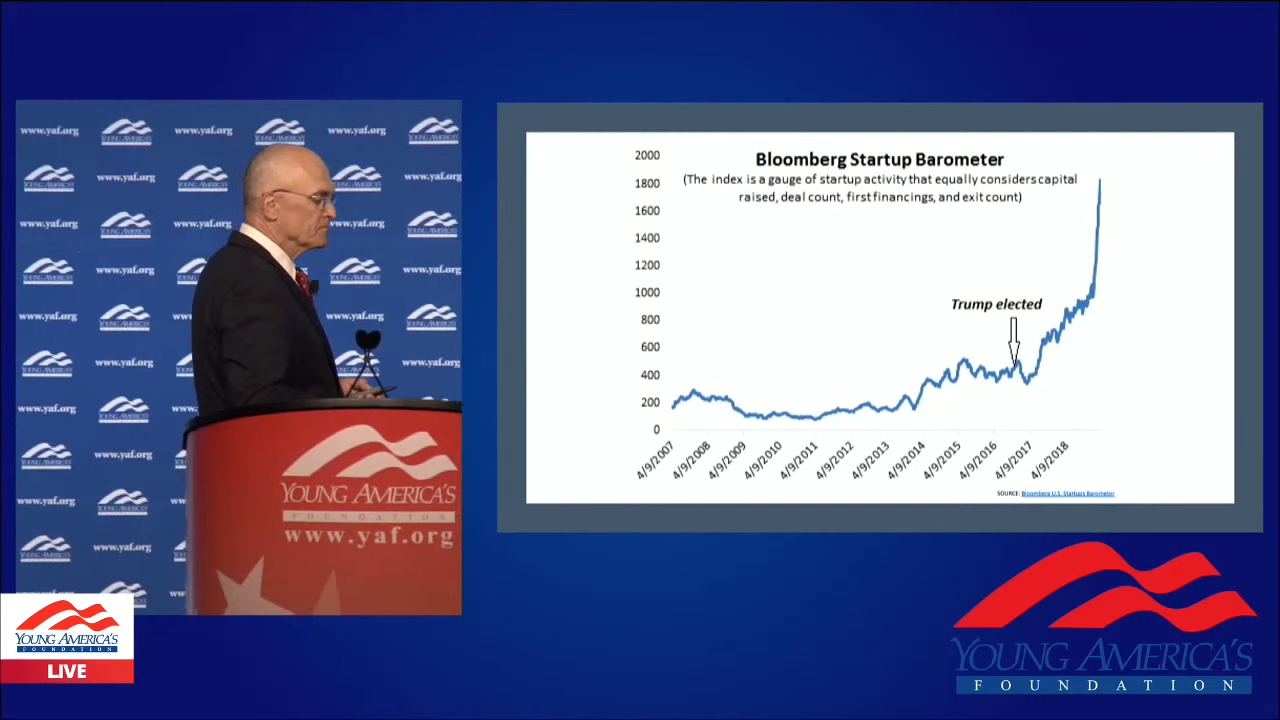 www.yaf.org
YOUNG AMERICA'S
FOUNDATION
www.yaf.org
YOUNG AMERICA'S
FOUNDATION
LIVE
Bloomberg Startup Barometer
(The index is a gauge of startup activity that equally considers capital
raised, deal count, first financings, and exit count)
2000
1800
1600
1400
1200
1000
800
600
400
200
0
Trump elected
4/9/2007
4/9/2008
4/9/2009
4/9/2010
4/9/2011
4/9/2012
4/9/2013
4/9/2014
4/9/2015
4/9/2016
4/9/2017
4/9/2018
SOURCE: Bloomberg U.S. Startups Barometer
YOUNG AMERICA'S
FOUNDATION